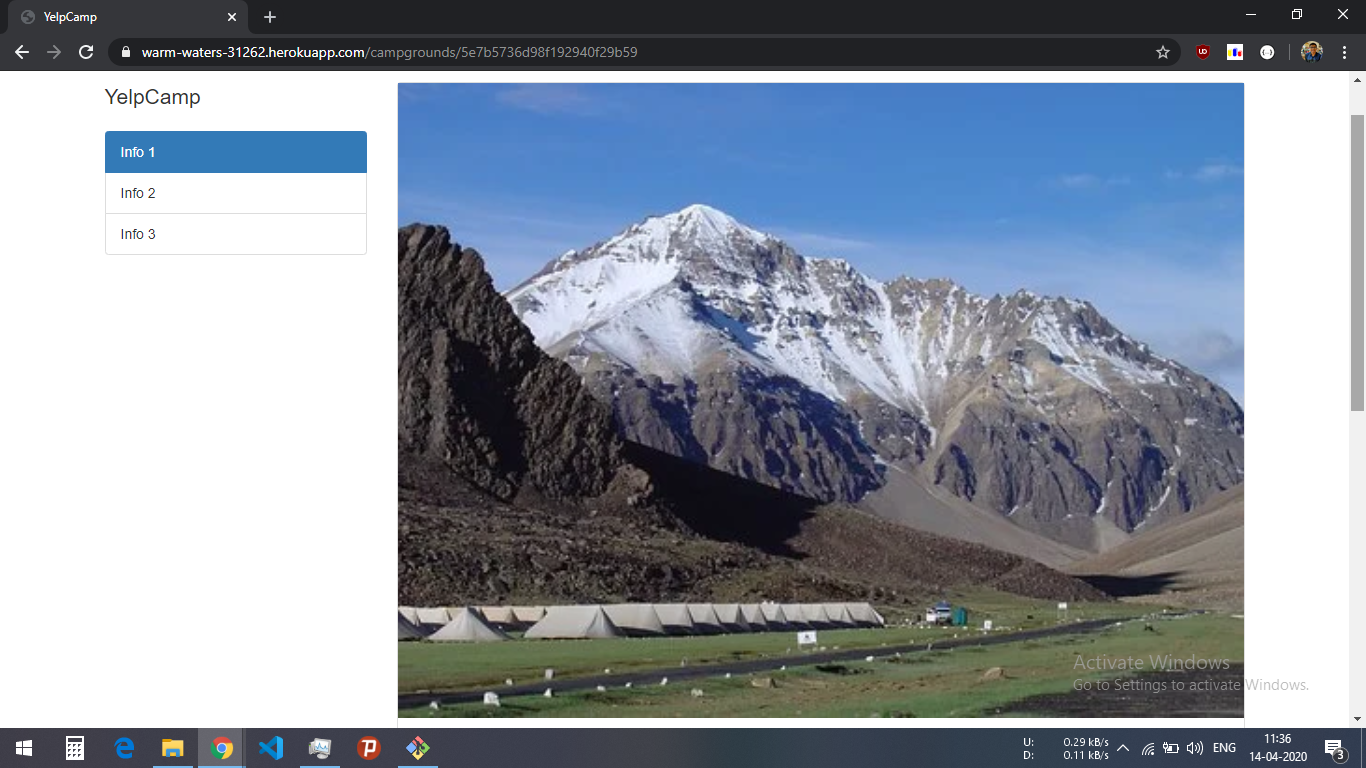 YelpCamp
warm-waters-31262.herokuapp.com/campgrounds/5e7b5736d98f192940f29b59
YelpCamp
Info 1
Info 2
Info 3
Activate Windows
Go to Settings to activate Windows.
U: 0.29 kB/s
D: 0.11 kB/s
ENG
11:36
14-04-2020
3